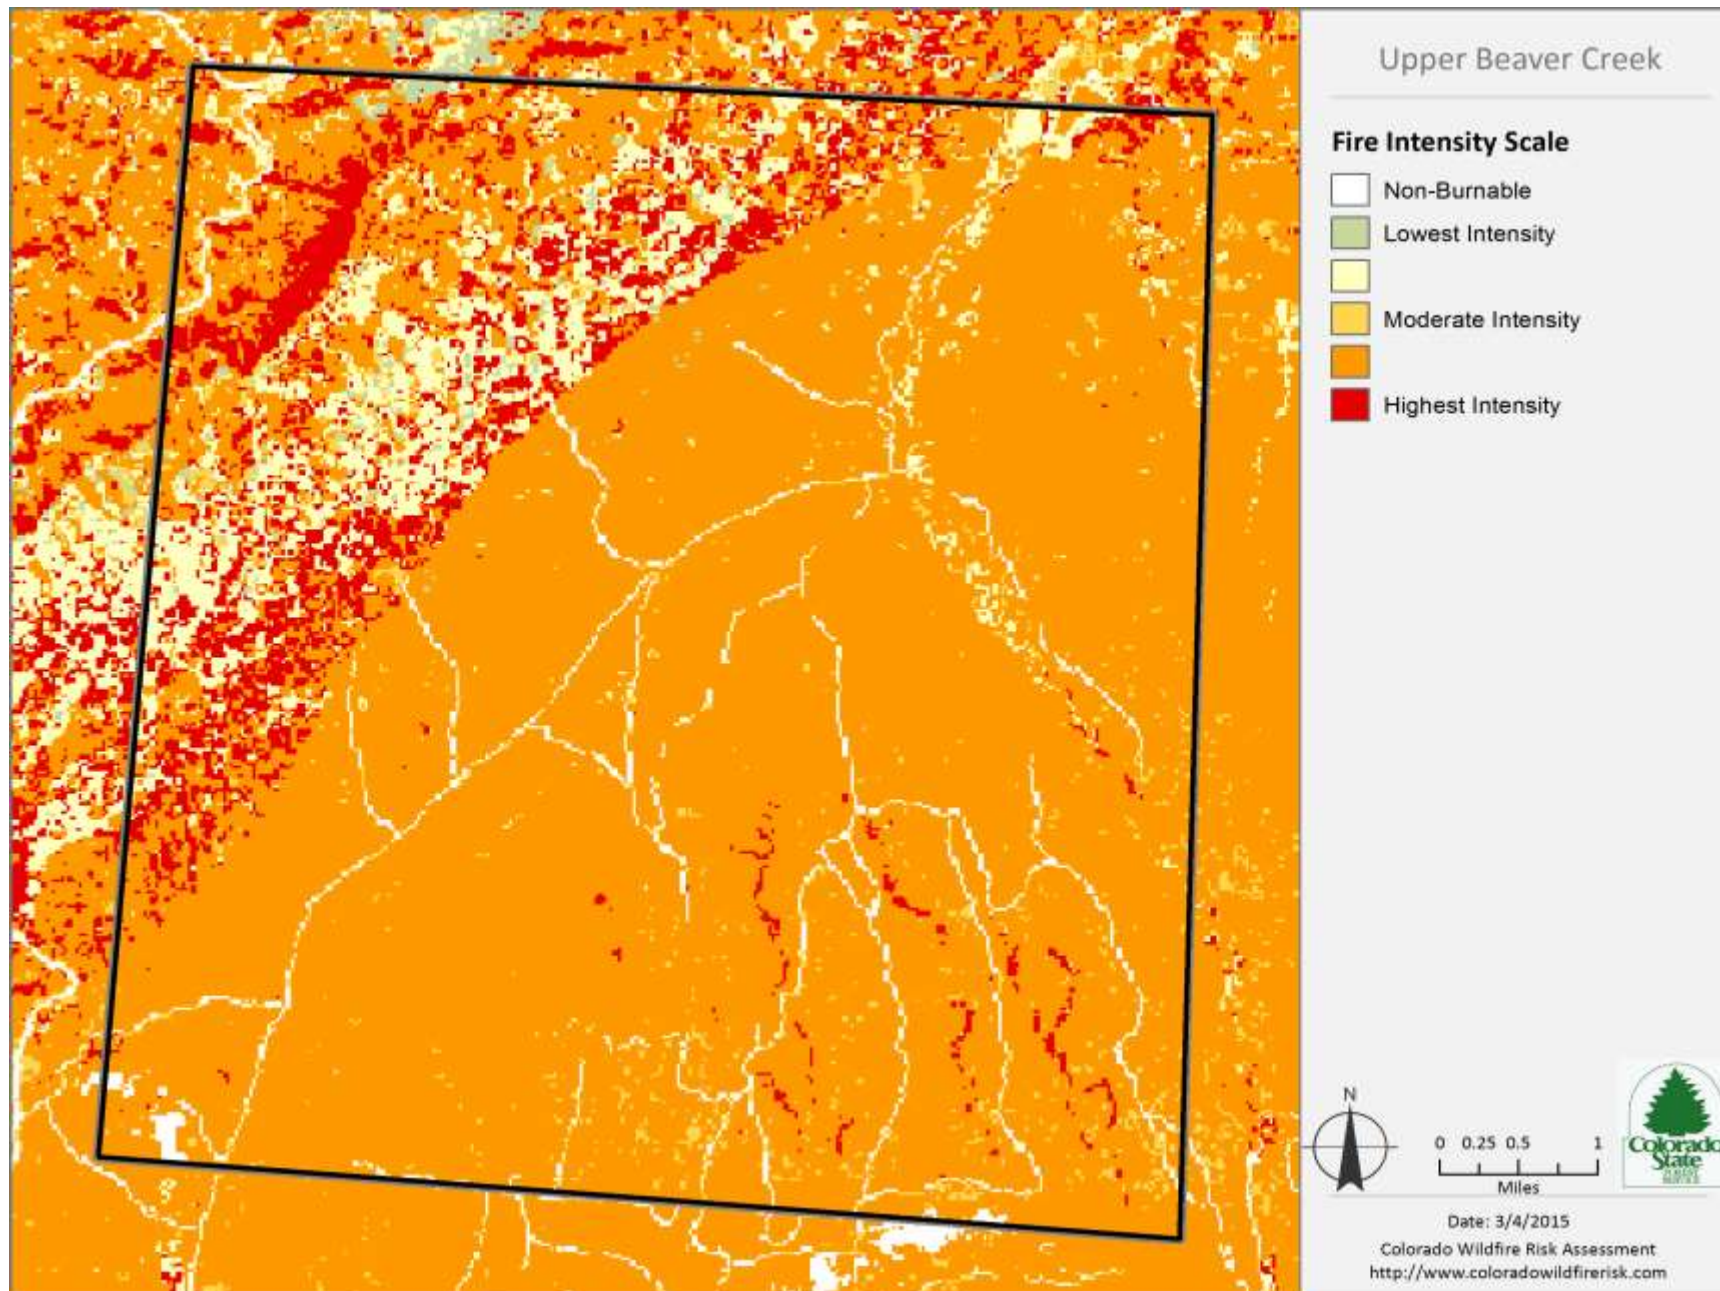 Upper Beaver Creek
Fire Intensity Scale
Non-Burnable
Lowest Intensity
Moderate Intensity
Highest Intensity
N
0 0.25 0.5 1
Miles
Colorado
State
Date: 3/4/2015
Colorado Wildfire Risk Assessment
http://www.coloradowildfirerisk.com